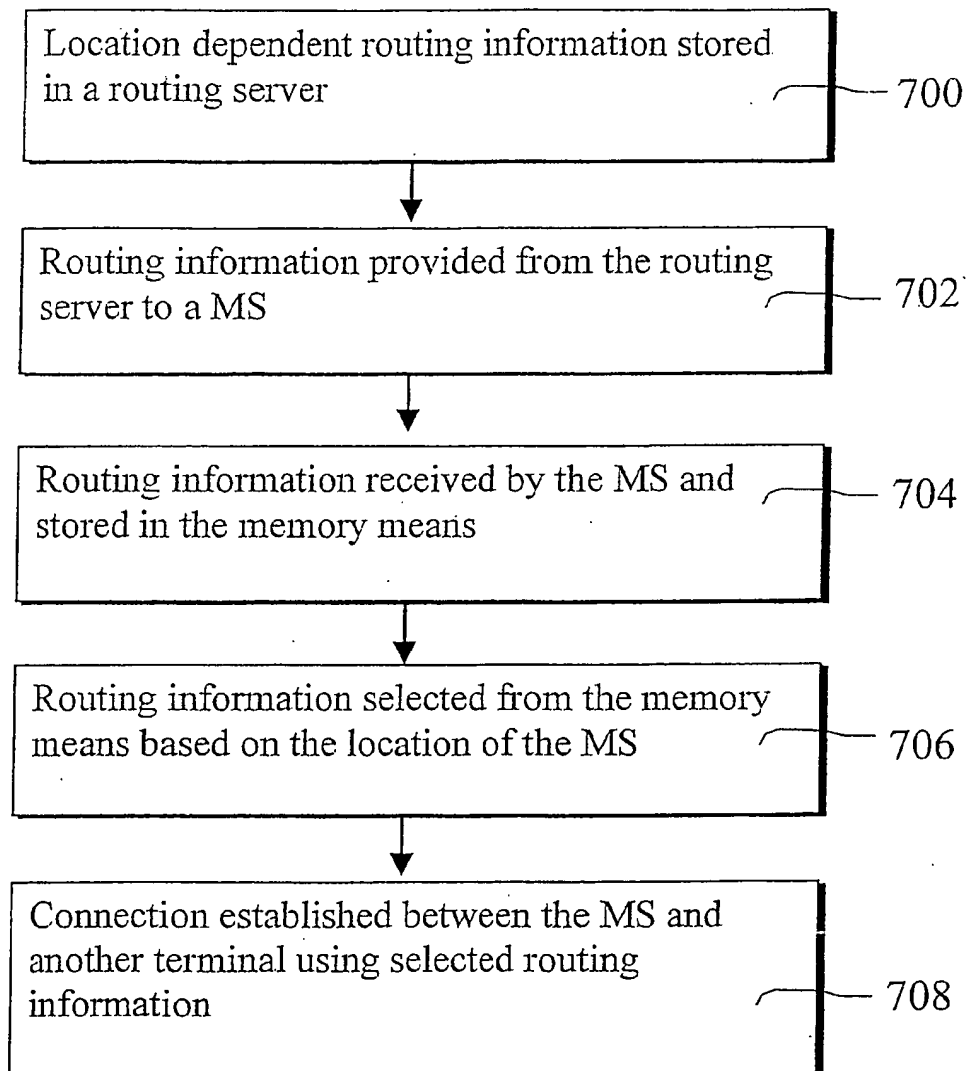 Location dependent routing information stored
in a routing server
700
Routing information provided from the routing
server to a MS
702
Routing information received by the MS and
stored in the memory means
704
Routing information selected from the memory
means based on the location of the MS
706
Connection established between the MS and
another terminal using selected routing
information
708